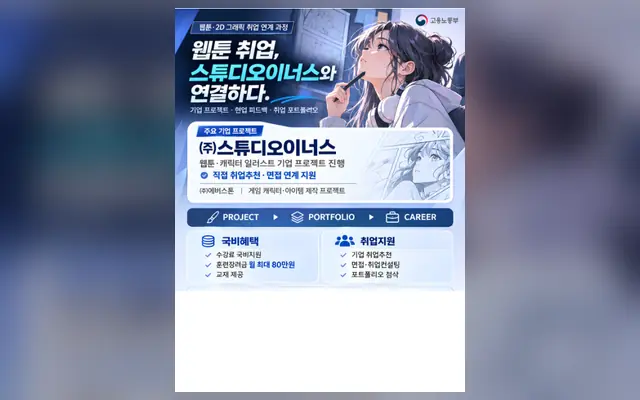 웹툰·2D 그래픽 취업 연계 과정
고용노동부
웹툰 취업,
스튜디오이너스와
연결하다.
기업 프로젝트 · 현업 피드백 · 취업 포트폴리오
주요 기업 프로젝트
㈜스튜디오이너스
웹툰·캐릭터 일러스트 기업 프로젝트 진행
직접 취업추천 · 면접 연계 지원
㈜에버스톤 | 게임 캐릭터·아이템 제작 프로젝트
PROJECT PORTFOLIO CAREER
국비혜택
수강료 국비지원
훈련장려금 월 최대 80만원
교재 제공
취업지원
기업 취업추천
면접·취업컨설팅
포트폴리오 첨삭